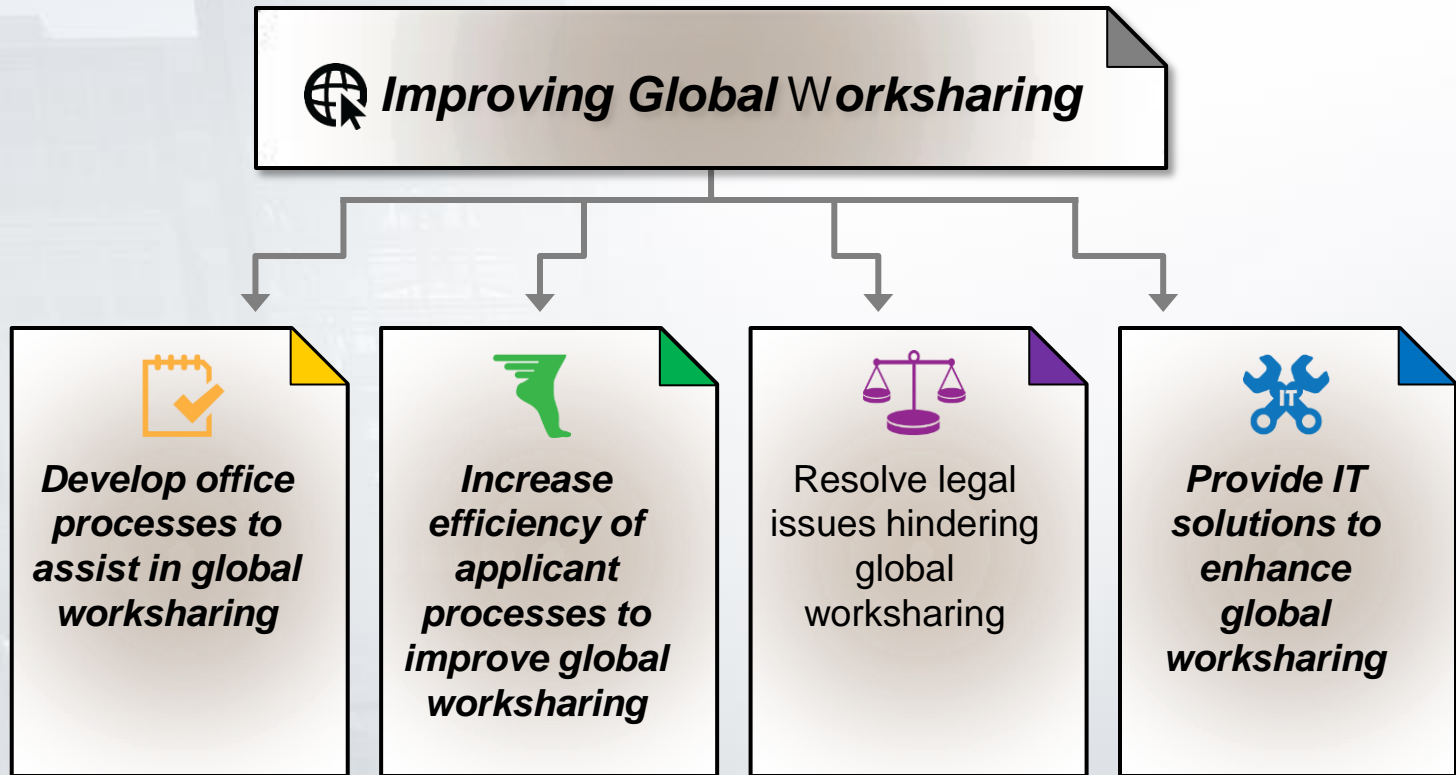 Improving Global Worksharing
Develop office
processes to
assist in global
worksharing
Increase
efficiency of
applicant
processes to
improve global
worksharing
Resolve legal
issues hindering
global
worksharing
IT
Provide IT
solutions to
enhance
global
worksharing